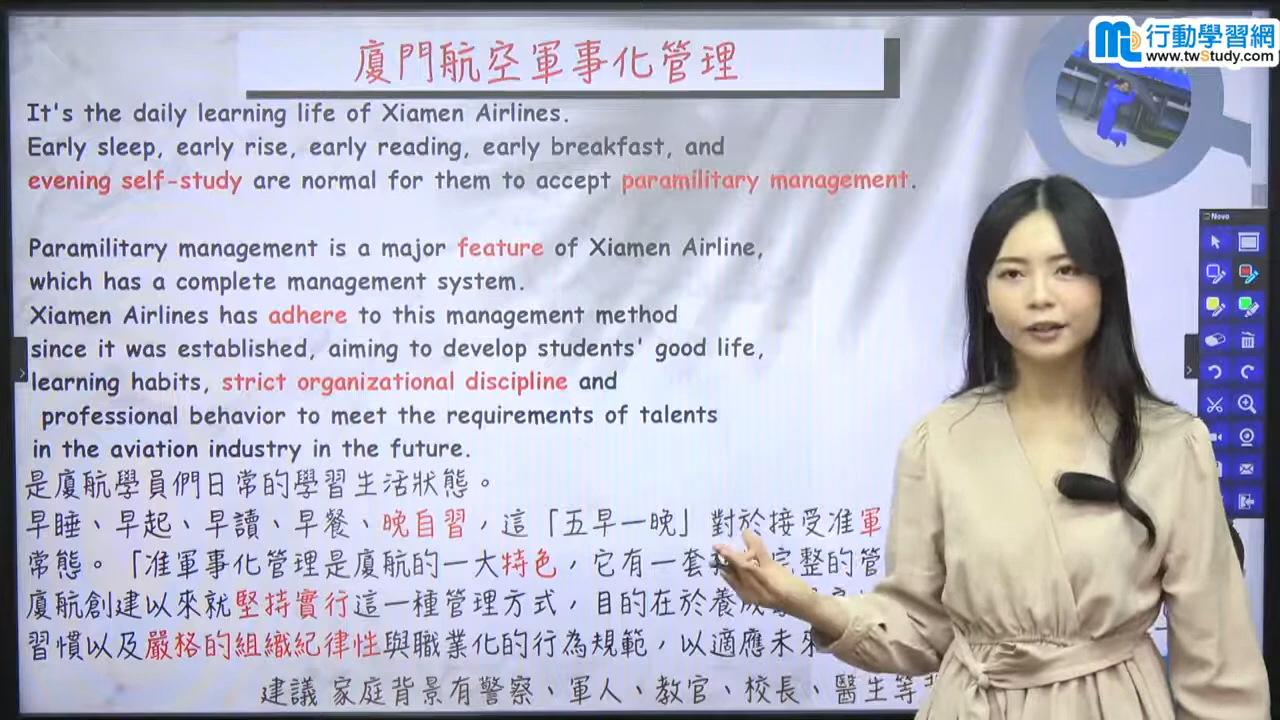 行動學習網
www.twStudy.com
廈門航空軍事化管理
It's the daily learning life of Xiamen Airlines.
Early sleep, early rise, early reading, early breakfast, and
evening self-study are normal for them to accept paramilitary management.
Paramilitary management is a major feature of Xiamen Airline,
which has a complete management system.
Xiamen Airlines has adhere to this management method
since it was established, aiming to develop students' good life,
learning habits, strict organizational discipline and
professional behavior to meet the requirements of talents
in the aviation industry in the future.
是廈航學員們日常的學習生活狀態。
早睡、早起、早讀、早餐、晚自習，這「五早一晚」對於接受准軍
常態。「准軍事化管理是廈航的一大特色，它有一套 完整的管
廈航創建以來就堅持實行這一種管理方式，目的在於養成
習慣以及嚴格的組織紀律性與職業化的行為規範，以適應未來
建議 家庭背景有警察、軍人、教官、校長、醫生等
Novo